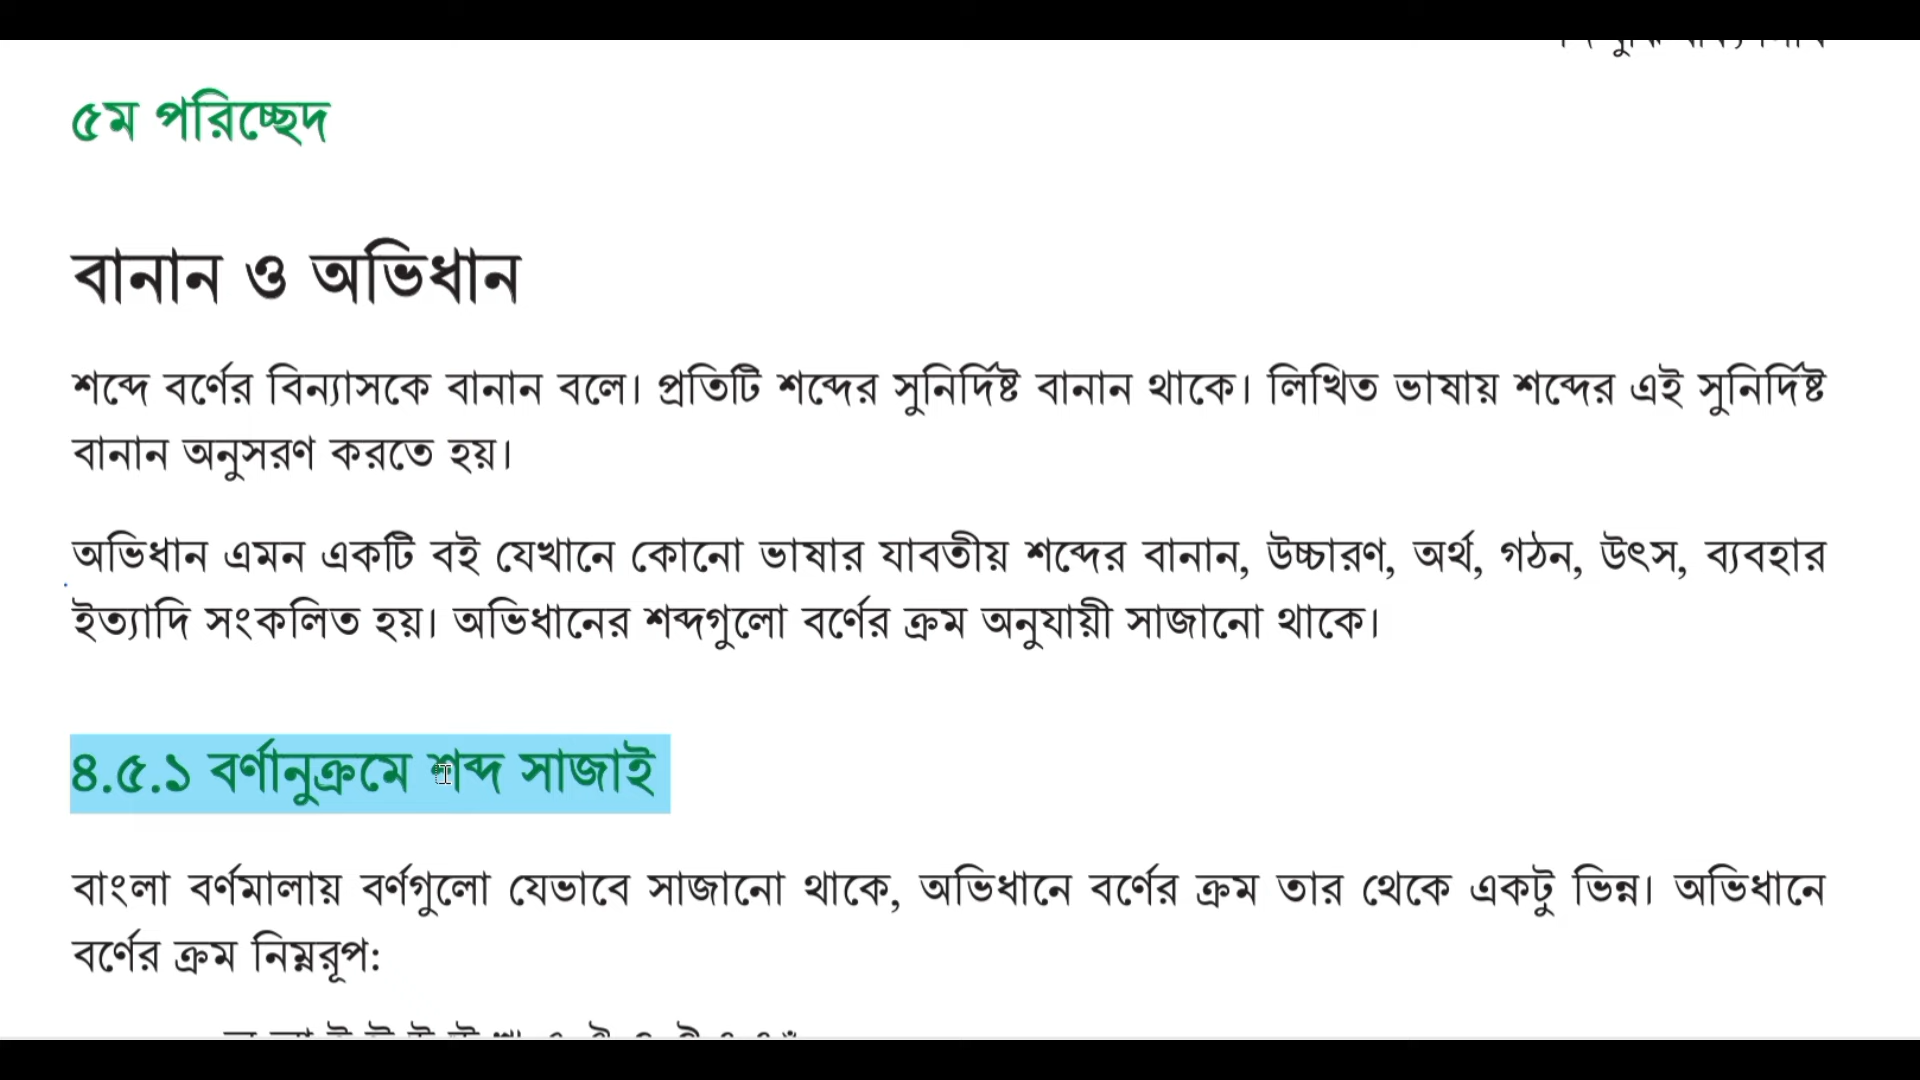 ৫ম পরিচ্ছেদ
বানান ও অভিধান
শব্দে বর্ণের বিন্যাসকে বানান বলে। প্রতিটি শব্দের সুনির্দিষ্ট বানান থাকে। লিখিত ভাষায় শব্দের এই সুনির্দিষ্ট
বানান অনুসরণ করতে হয়।
অভিধান এমন একটি বই যেখানে কোনো ভাষার যাবতীয় শব্দের বানান, উচ্চারণ, অর্থ, গঠন, উৎস, ব্যবহার
ইত্যাদি সংকলিত হয়। অভিধানের শব্দগুলো বর্ণের ক্রম অনুযায়ী সাজানো থাকে।
৪.৫.১ বর্ণানুক্রমে শব্দ সাজাই
বাংলা বর্ণমালায় বর্ণগুলো যেভাবে সাজানো থাকে, অভিধানে বর্ণের ক্রম তার থেকে একটু ভিন্ন। অভিধানে
বর্ণের ক্রম নিম্নরূপ: